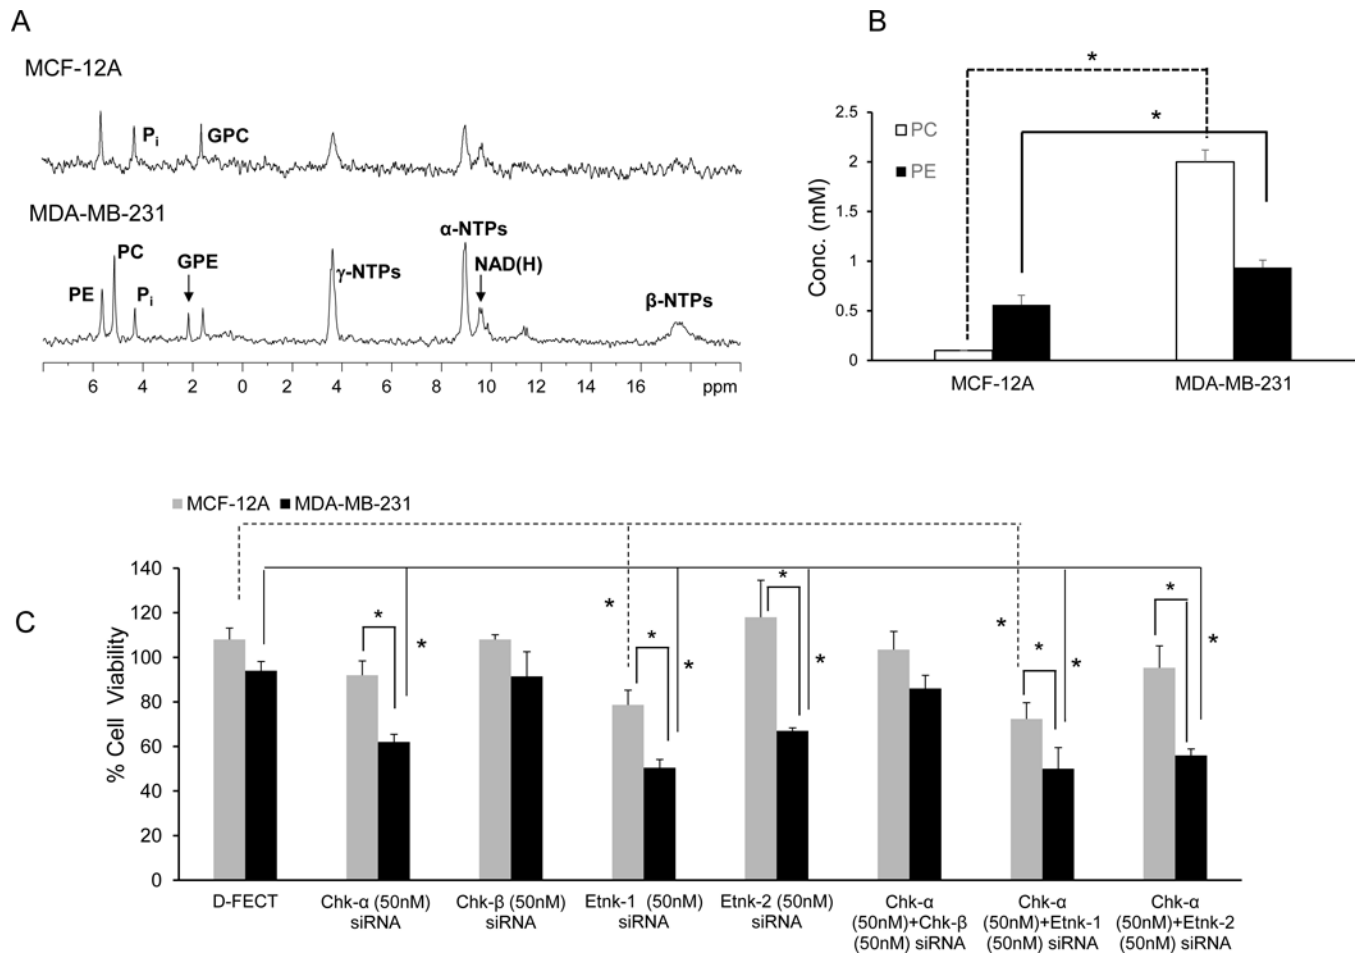 A
MCF-12A
Pi
GPC
MDA-MB-231
PE
PC
Pi
GPE
γ-NTPs
α-NTPs
NAD(H)
β-NTPs
6 4 2 0 2 4 6 8 10 12 14 16 ppm
B
*
*
PC
PE
2.5
2
1.5
1
0.5
0
Conc. (mM)
MCF-12A MDA-MB-231
C
MCF-12A MDA-MB-231
140
120
100
80
60
40
20
0
% Cell Viability
*
*
*
*
*
*
*
*
*
*
*
*
D-FECT
Chk-α (50nM)
siRNA
Chk-β (50nM)
siRNA
Etnk-1 (50nM)
siRNA
Etnk-2 (50nM)
siRNA
Chk-α
(50nM)+Chk-β
(50nM) siRNA
Chk-α
(50nM)+Etnk-1
(50nM) siRNA
Chk-α
(50nM)+Etnk-2
(50nM) siRNA